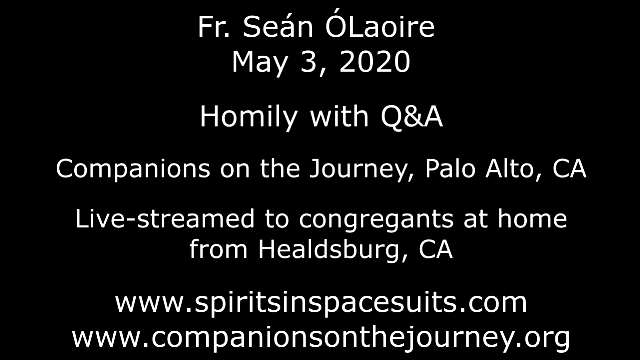 Fr. Seán ÓLaoire
May 3, 2020
Homily with Q&A
Companions on the Journey, Palo Alto, CA
Live-streamed to congregants at home
from Healdsburg, CA
www.spiritsinspacesuits.com
www.companionsonthejourney.org